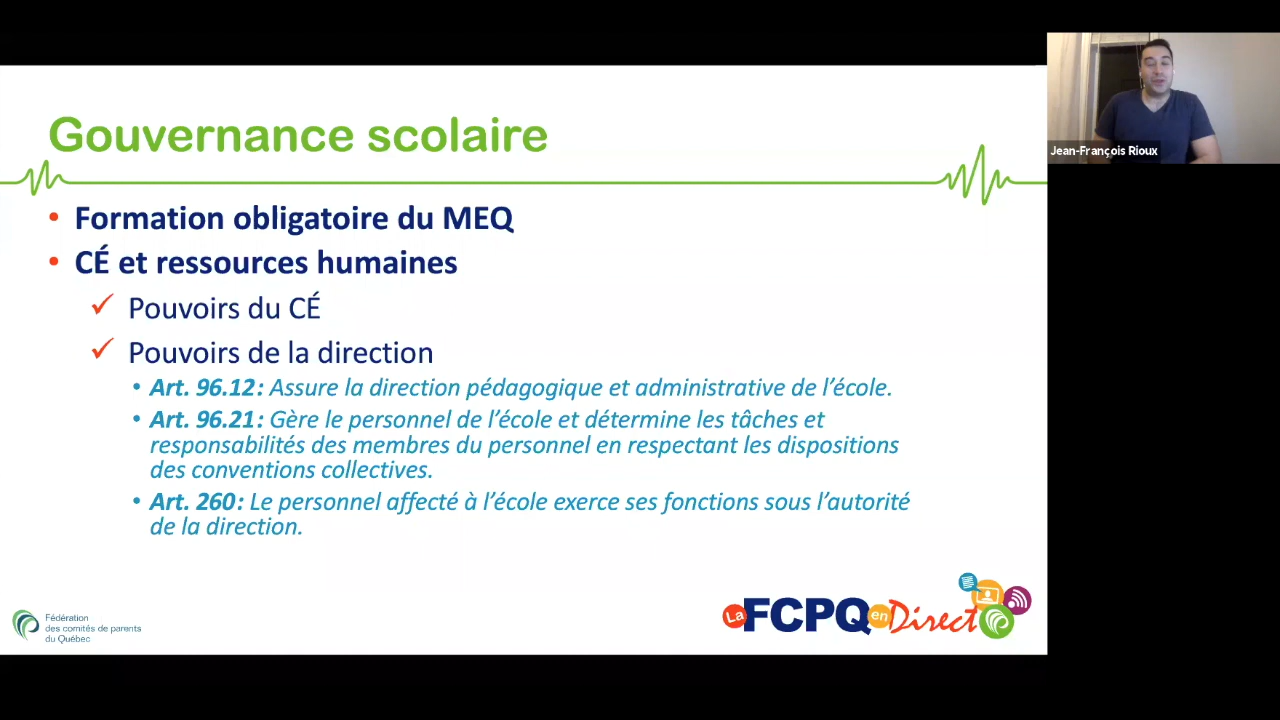 Gouvernance scolaire
Jean-François Rioux
• Formation obligatoire du MEQ
• CÉ et ressources humaines
✓ Pouvoirs du CÉ
✓ Pouvoirs de la direction
• Art. 96.12 : Assure la direction pédagogique et administrative de l’école.
• Art. 96.21 : Gère le personnel de l’école et détermine les tâches et
responsabilités des membres du personnel en respectant les dispositions
des conventions collectives.
• Art. 260 : Le personnel affecté à l’école exerce ses fonctions sous l’autorité
de la direction.
Fédération
des comités de parents
du Québec
La FCPQ en Direct